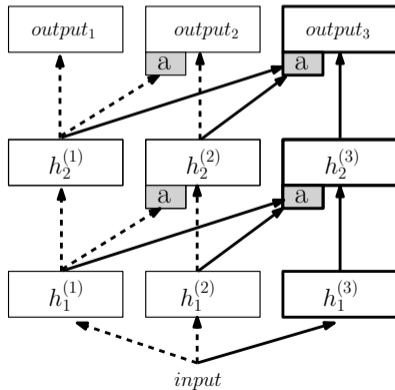 output₁ output₂ output₃
a a
h₂⁽¹⁾ h₂⁽²⁾ h₂⁽³⁾
a a
h₁⁽¹⁾ h₁⁽²⁾ h₁⁽³⁾
input